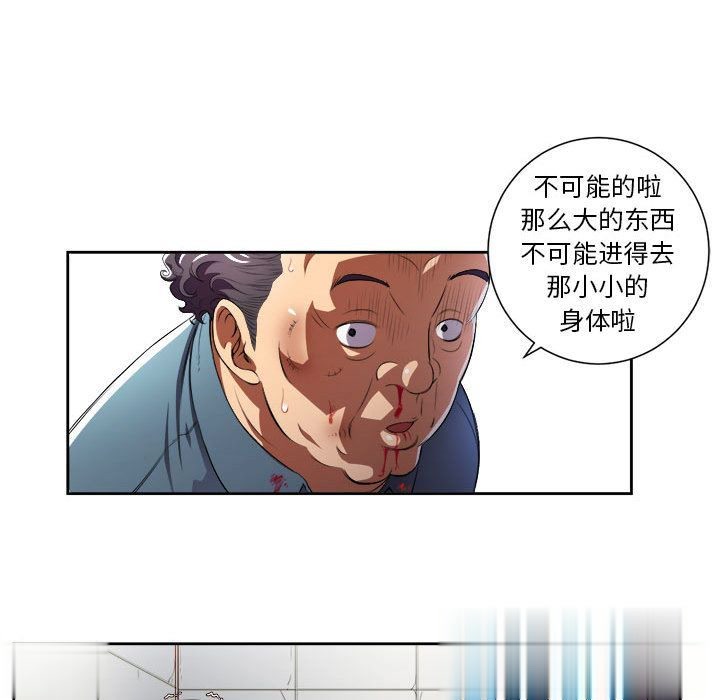 不可能的啦
那么大的东西
不可能进得去
那小小的
身体啦